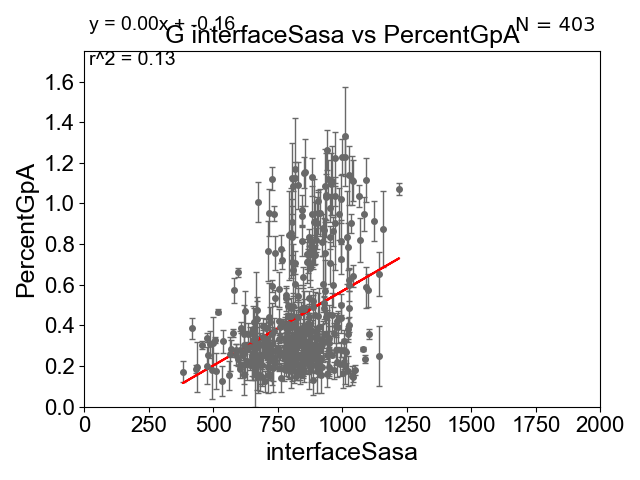 y = 0.00x + -0.16
N = 403
G interfaceSasa vs PercentGpA
r^2 = 0.13
PercentGpA
1.6
1.4
1.2
1.0
0.8
0.6
0.4
0.2
0.0
0 250 500 750 1000 1250 1500 1750 2000
interfaceSasa